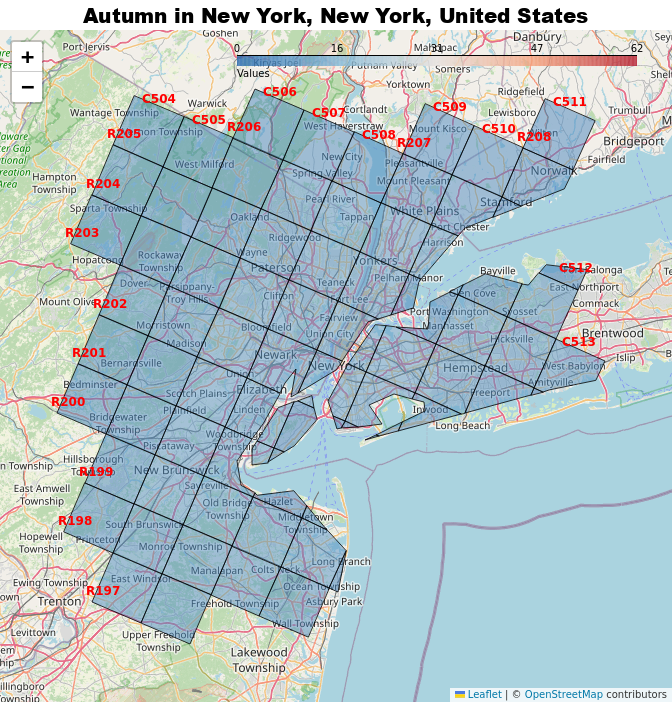 Autumn in New York, New York, United States
Goshen
Danbury
Port Jervis
0 16 31 47 62
Mahopac
+
−
Kiryas Joel
Putnam Valley
Somers
Values
Yorktown
Ridgefield
Shelt
Wantage Township
C504
Warwick
C506
C507
Cortlandt
C509
Lewisboro
C511
Trumbull
R205
Vernon Township
C505
R206
West Haverstraw
C508
Mount Kisco
C510
R208
Wilton
Bridgeport
R207
New City
Pleasantville
Fairfield
West Milford
Spring Valley
Mount Pleasant
Norwalk
Hampton
Township
R204
Pearl River
Stamford
Sparta Township
Oakland
Tappan
White Plains
R203
Ridgewood
Port Chester
Harrison
Hopatcong
Rockaway
Township
Wayne
Paterson
Yonkers
Bayville
C512
Dover
Parsippany-
Troy Hills
Teaneck
Pelham Manor
East Northport
Mount Olive
R202
Clifton
Fort Lee
Glen Cove
Commack
Morristown
Bloomfield
Fairview
Union City
Port Washington
Manhasset
Syosset
Brentwood
Madison
Hicksville
C513
R201
Bernardsville
Newark
New York
Hempstead
Islip
West Babylon
Bedminster
Union
Elizabeth
Amityville
R200
Scotch Plains
Plainfield
Linden
Inwood
Freeport
Bridgewater
Township
Long Beach
Woodbridge
Township
Piscataway
Hillsborough
Township
R199
New Brunswick
East Amwell
Township
Sayreville
Old Bridge
Township
Hazlet
R198
South Brunswick
Middletown
Township
Hopewell
Township
Princeton
Monroe Township
Long Branch
Ewing Township
East Windsor
Manalapan
Colts Neck
R197
Ocean Township
Trenton
Freehold Township
Asbury Park
Levittown
Upper Freehold
Township
Wall Township
Lakewood
Township
Leaflet | © OpenStreetMap contributors